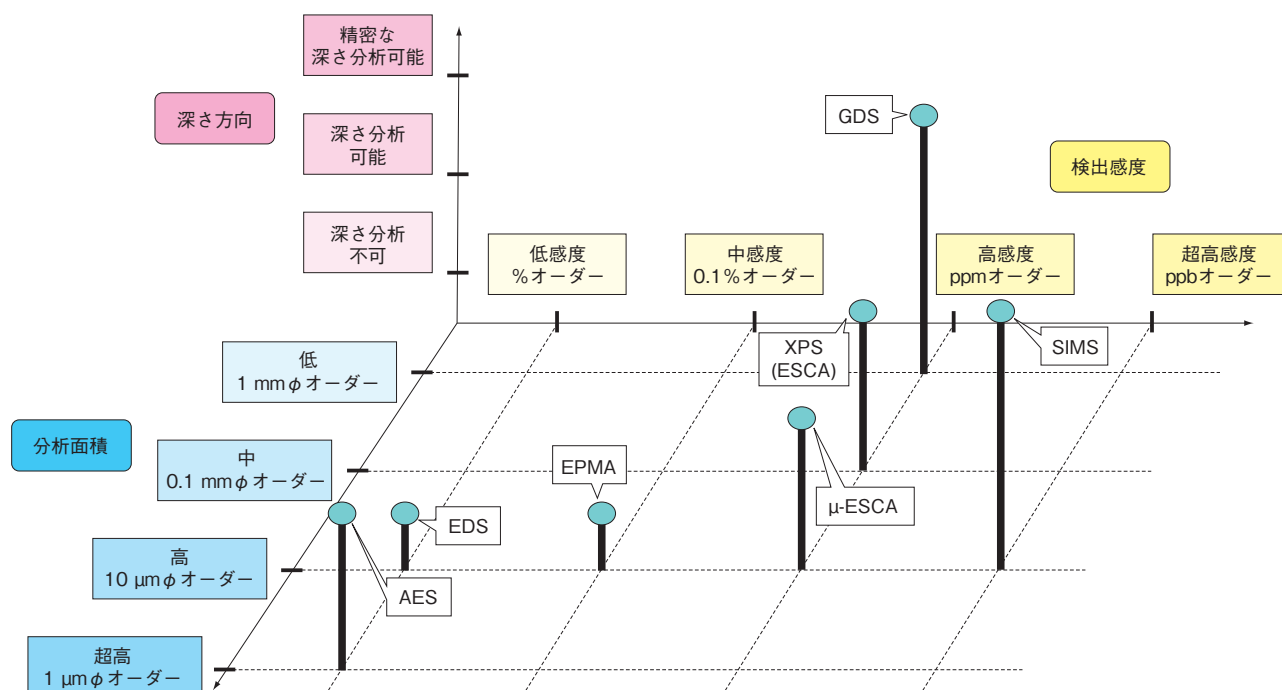 精密な
深さ分析可能
深さ方向
深さ分析
可能
深さ分析
不可
GDS
検出感度
低感度
%オーダー
中感度
0.1%オーダー
高感度
ppmオーダー
超高感度
ppbオーダー
XPS
(ESCA)
SIMS
低
1 mmφオーダー
分析面積
中
0.1 mmφオーダー
EPMA
μ-ESCA
EDS
高
10 μmφオーダー
AES
超高
1 μmφオーダー